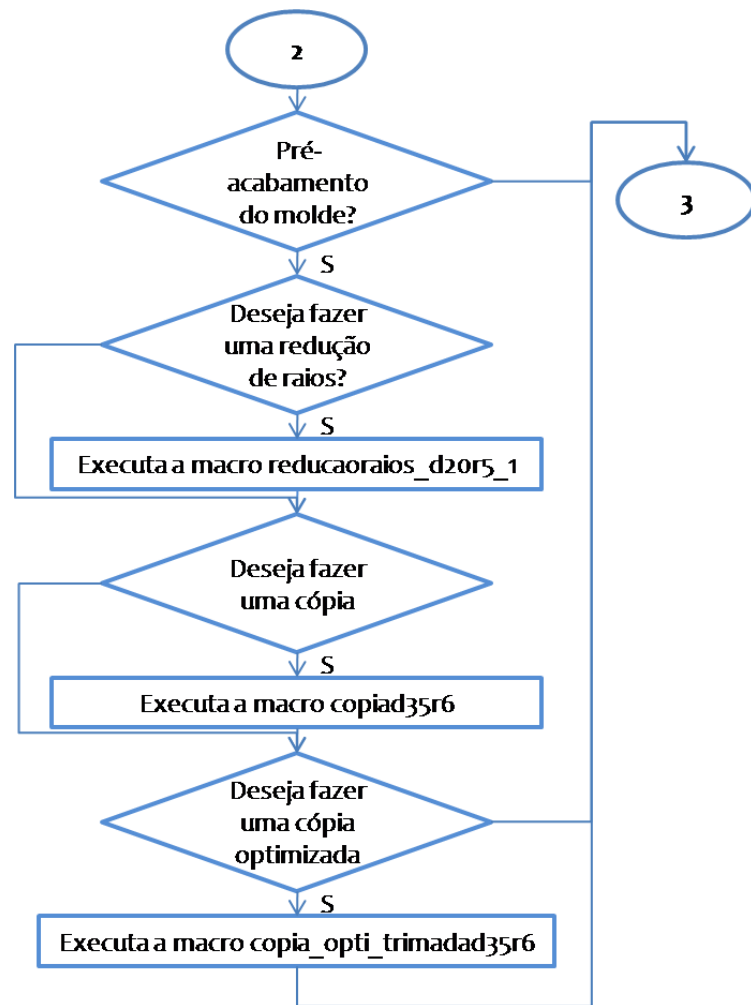 2
Pré-
acabamento
do molde?
3
S
Deseja fazer
uma redução
de raios?
S
Executa a macro reducaoraios_d20r5_1
Deseja fazer
uma cópia
S
Executa a macro copiad35r6
Deseja fazer
uma cópia
optimizada
S
Executa a macro copia_opti_trimadad35r6